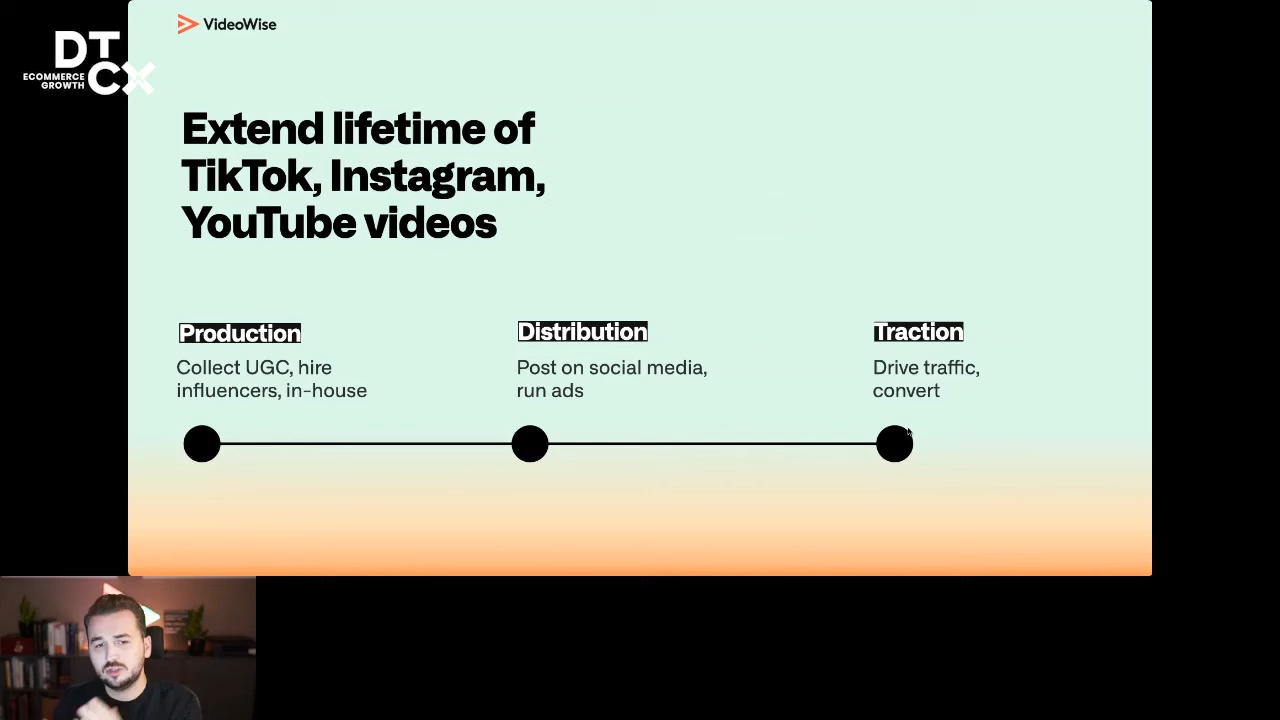 VideoWise
DT
ECOMMERCE
GROWTH
CX
Extend lifetime of
TikTok, Instagram,
YouTube videos
Production
Collect UGC, hire
influencers, in-house
Distribution
Post on social media,
run ads
Traction
Drive traffic,
convert